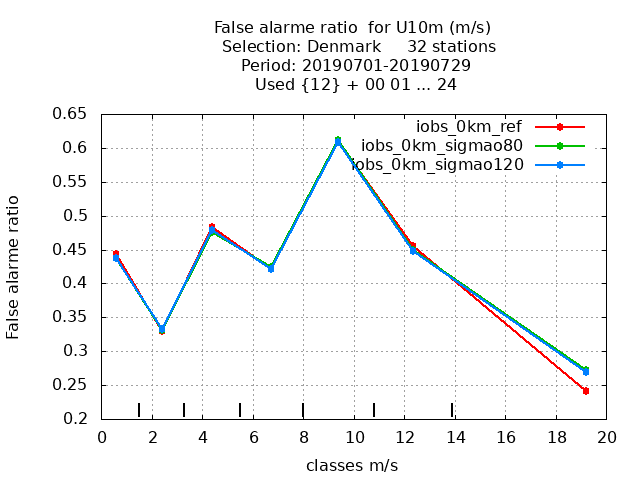 False alarme ratio  for U10m (m/s)
Selection: Denmark     32 stations
Period: 20190701-20190729
Used {12} + 00 01 ... 24
iobs_0km_ref
iobs_0km_sigmao80
iobs_0km_sigmao120
False alarme ratio
0.65
0.6
0.55
0.5
0.45
0.4
0.35
0.3
0.25
0.2
0 2 4 6 8 10 12 14 16 18 20
classes m/s